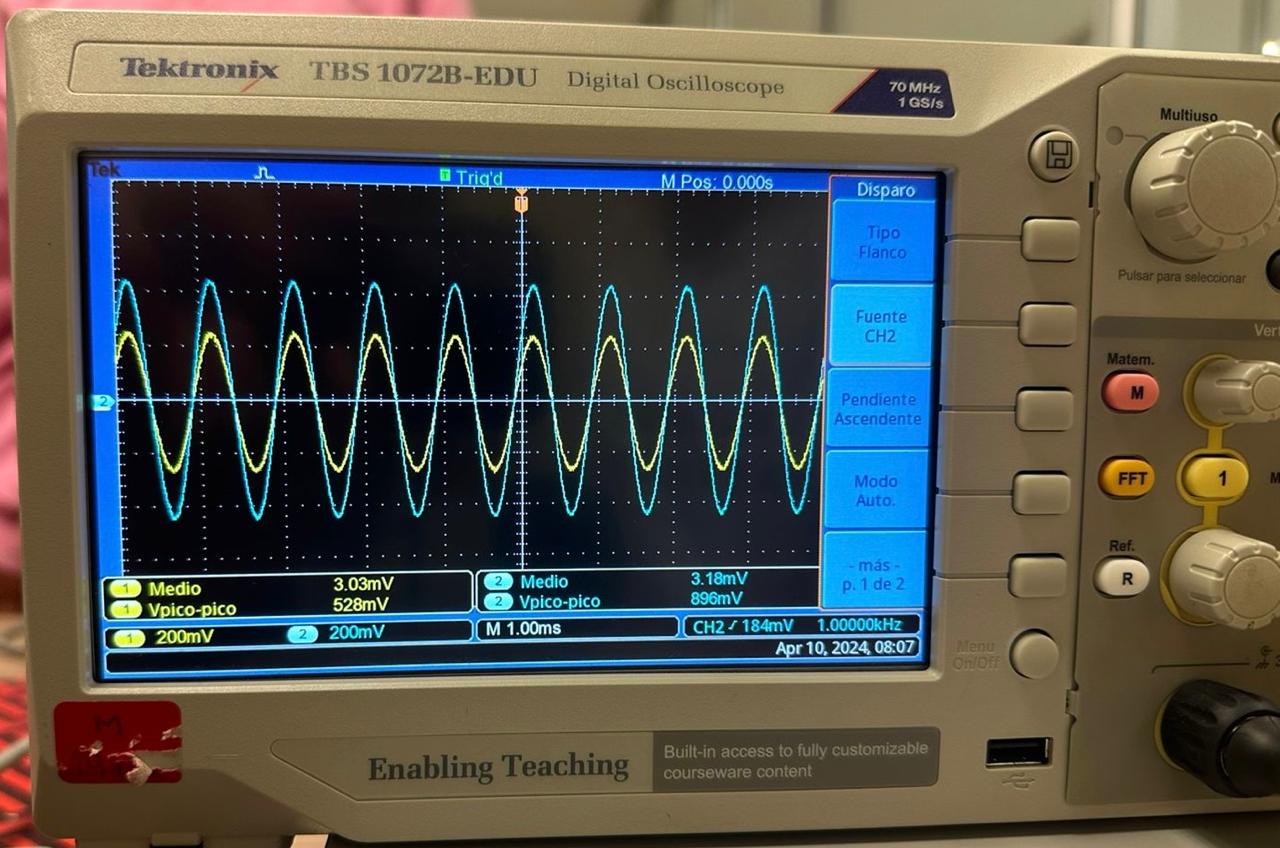 Tektronix TBS 1072B-EDU Digital Oscilloscope
70 MHz
1 GS/s
Tek
T Trig'd
M Pos: 0.000s
Disparo
Tipo
Flanco
Fuente
CH2
Pendiente
Ascendente
Modo
Auto.
- más -
p. 1 de 2
2
1 Medio 3.03mV
1 Vpico-pico 528mV
2 Medio 3.18mV
2 Vpico-pico 896mV
1 200mV 2 200mV
M 1.00ms
CH2 184mV 1.00000kHz
Apr 10, 2024, 08:07
Multiuso
Pulsar para seleccionar
Matem.
M
FFT
1
Ref.
R
Menu
On/Off
M
Enabling Teaching
Built-in access to fully customizable
courseware content